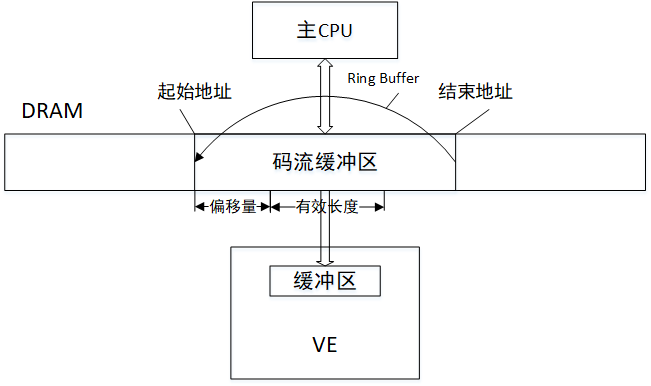 主CPU
Ring Buffer
起始地址
结束地址
DRAM
码流缓冲区
偏移量
有效长度
缓冲区
VE